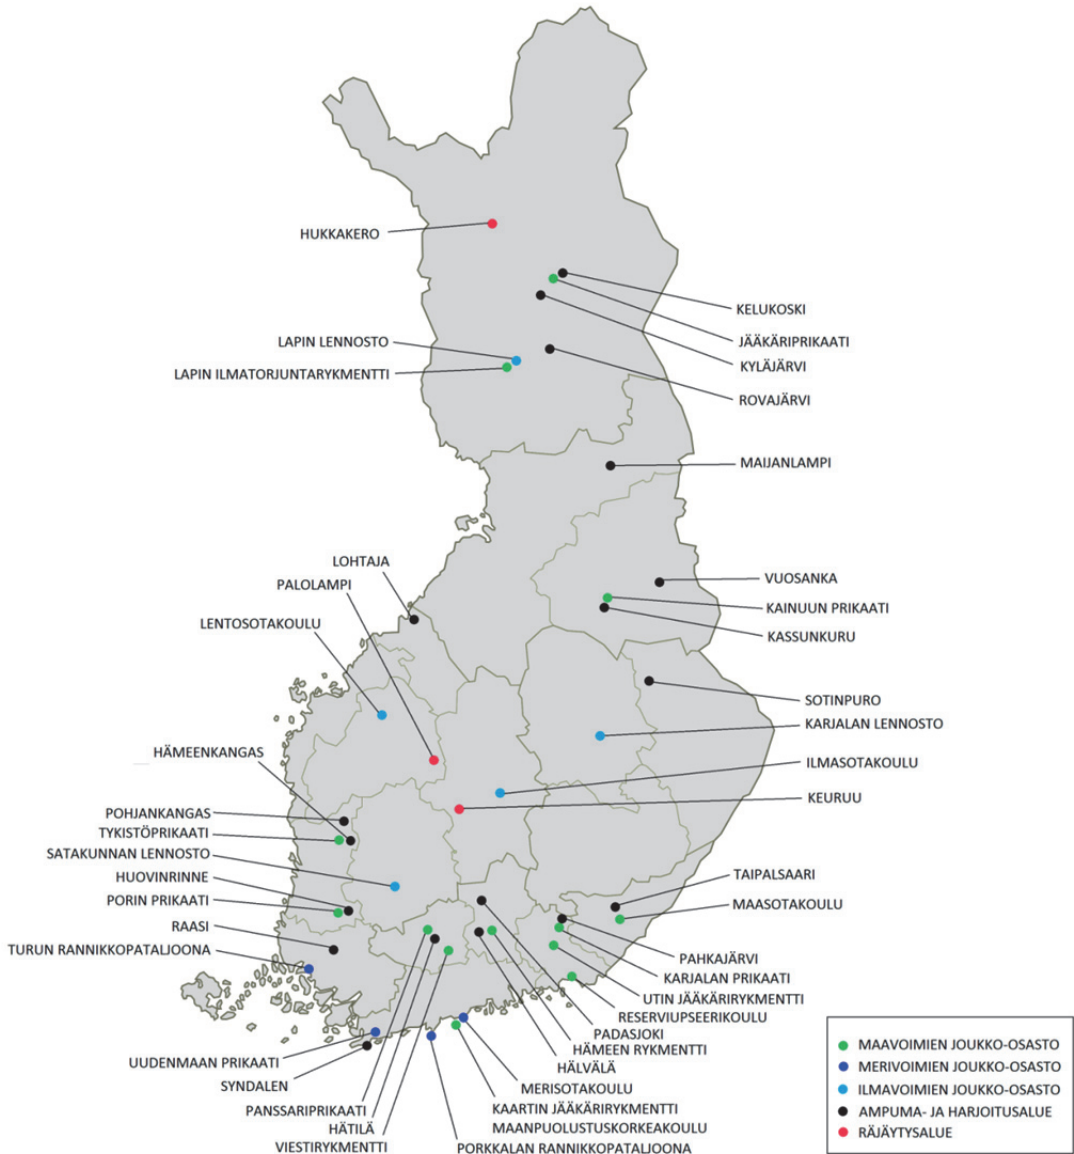 HUKKAKERO
KELUKOSKI
JÄÄKÄRIPRIKAATI
LAPIN LENNOSTO
KYLÄJÄRVI
LAPIN ILMATORJUNTARYKMENTTI
ROVAJÄRVI
MAIJANLAMPI
LOHTAJA
VUOSANKA
PALOLAMPI
KAINUUN PRIKAATI
LENTOSOTAKOULU
KASSUNKURU
SOTINPURO
KARJALAN LENNOSTO
HÄMEENKANGAS
ILMASOTAKOULU
KEURUU
POHJANKANGAS
TYKISTÖPRIKAATI
SATAKUNNAN LENNOSTO
HUOVINRINNE
TAIPALSAARI
PORIN PRIKAATI
MAASOTAKOULU
RAASI
TURUN RANNIKKOPATALJOONA
PAHKAJÄRVI
KARJALAN PRIKAATI
UTIN JÄÄKÄRIRYKMENTTI
RESERVIUPSEERIKOULU
PADASJOKI
HÄMEEN RYKMENTTI
UUDENMAAN PRIKAATI
HÄLVÄLÄ
SYNDALEN
MERISOTAKOULU
PANSSARIPRIKAATI
KAARTIN JÄÄKÄRIRYKMENTTI
HÄTILÄ
MAANPUOLUSTUSKORKEAKOULU
VIESTIRYKMENTTI
PORKKALAN RANNIKKOPATALJOONA
MAAVOIMIEN JOUKKO-OSASTO
MERIVOIMIEN JOUKKO-OSASTO
ILMAVOIMIEN JOUKKO-OSASTO
AMPUMA- JA HARJOITUSALUE
RÄJÄYTYSALUE